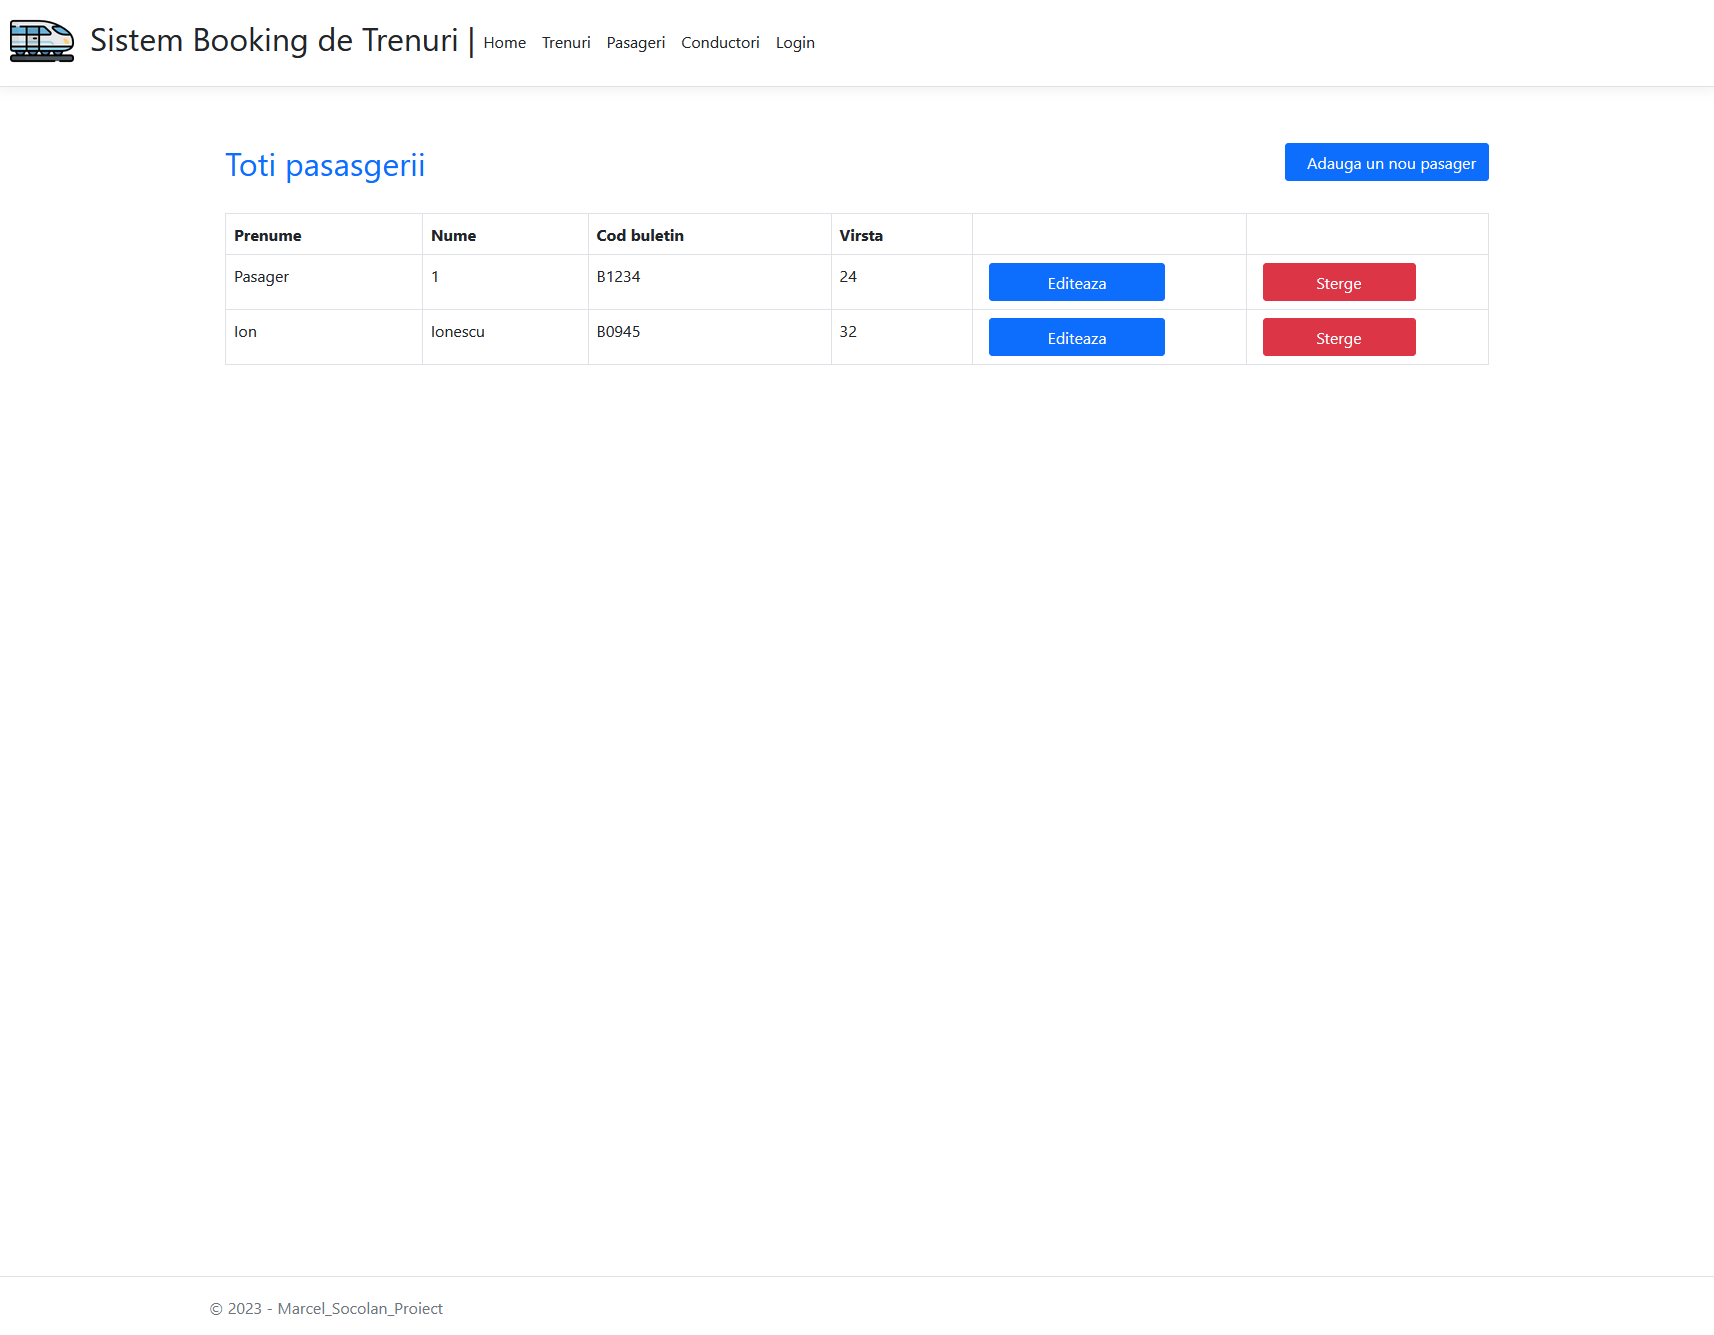 Sistem Booking de Trenuri | Home Trenuri Pasageri Conductori Login
Toti pasasgerii
Adauga un nou pasager
Prenume Nume Cod buletin Virsta
Pasager 1 B1234 24 Editeaza Sterge
Ion Ionescu B0945 32 Editeaza Sterge
© 2023 - Marcel_Socolan_Proiect